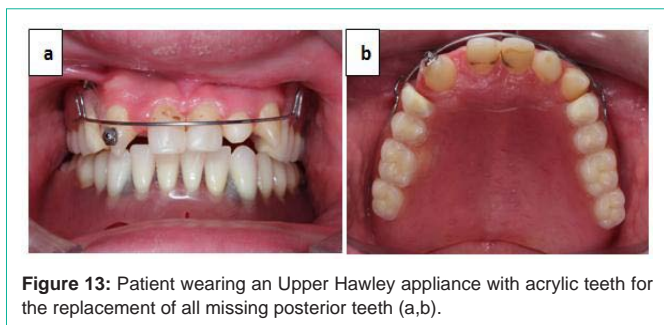 a
b
Figure 13: Patient wearing an Upper Hawley appliance with acrylic teeth for
the replacement of all missing posterior teeth (a,b).